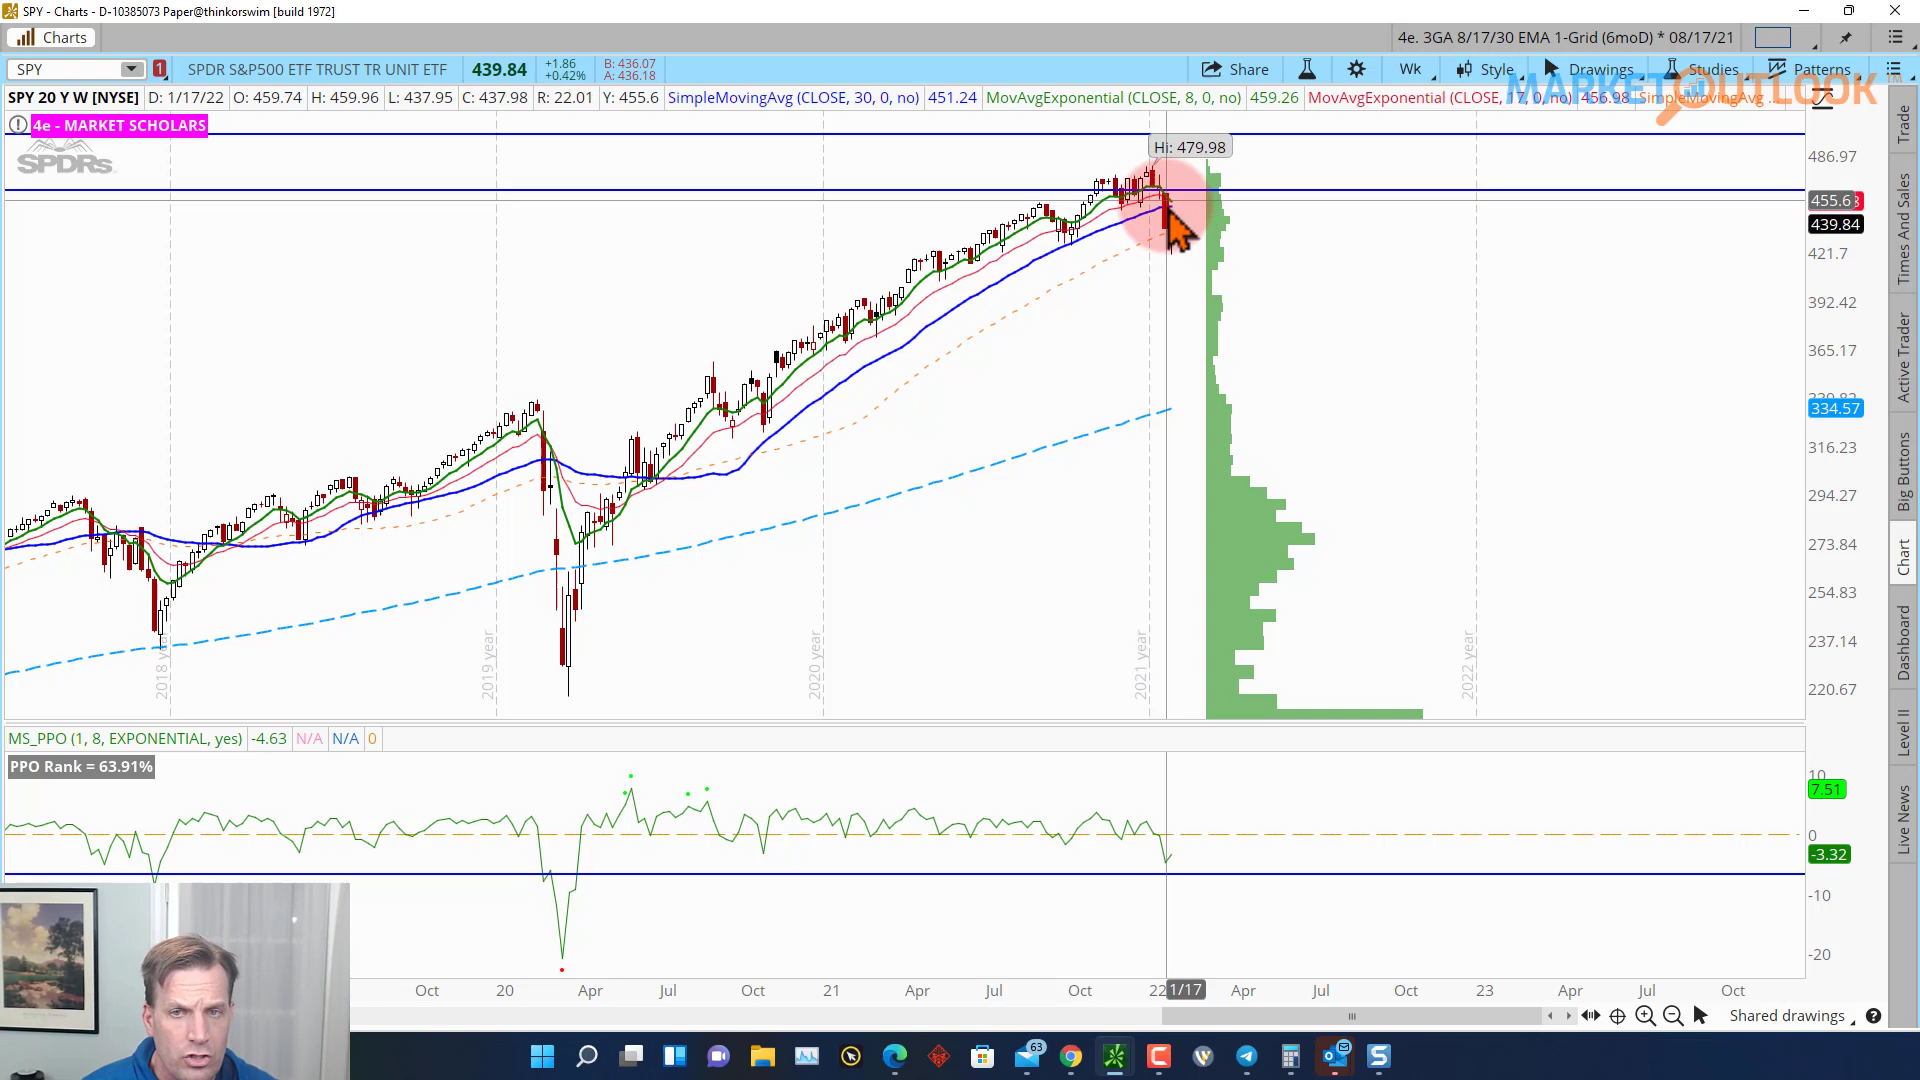 SPY - Charts - D-10385073 Paper@thinkorswim [build 1972]
Charts
4e. 3GA 8/17/30 EMA 1-Grid (6moD) * 08/17/21
SPY
1
SPDR S&P500 ETF TRUST TR UNIT ETF
439.84
+1.86
+0.42%
B: 436.07
A: 436.18
Share
Wk
Style
Drawings
Studies
Patterns
MARKET OUTLOOK
SPY 20 Y W [NYSE]
D: 1/17/22
O: 459.74
H: 459.96
L: 437.95
C: 437.98
R: 22.01
Y: 455.6
SimpleMovingAvg (CLOSE, 30, 0, no)
451.24
MovAvgExponential (CLOSE, 8, 0, no)
459.26
MovAvgExponential (CLOSE, 17, 0, no)
456.98
SimpleMovingAvg ...
4e - MARKET SCHOLARS
SPDRs
Hi: 479.98
486.97
455.6
439.84
421.7
392.42
365.17
334.57
316.23
294.27
273.84
254.83
237.14
220.67
2018 year
2019 year
2020 year
2021 year
2022 year
MS_PPO (1, 8, EXPONENTIAL, yes)
-4.63
N/A
N/A
0
PPO Rank = 63.91%
10
7.51
0
-3.32
-10
-20
Oct
20
Apr
Jul
Oct
21
Apr
Jul
Oct
22
1/17
Apr
Jul
Oct
23
Apr
Jul
Oct
Shared drawings
Trade
Times And Sales
Active Trader
Big Buttons
Chart
Dashboard
Level II
Live News
63